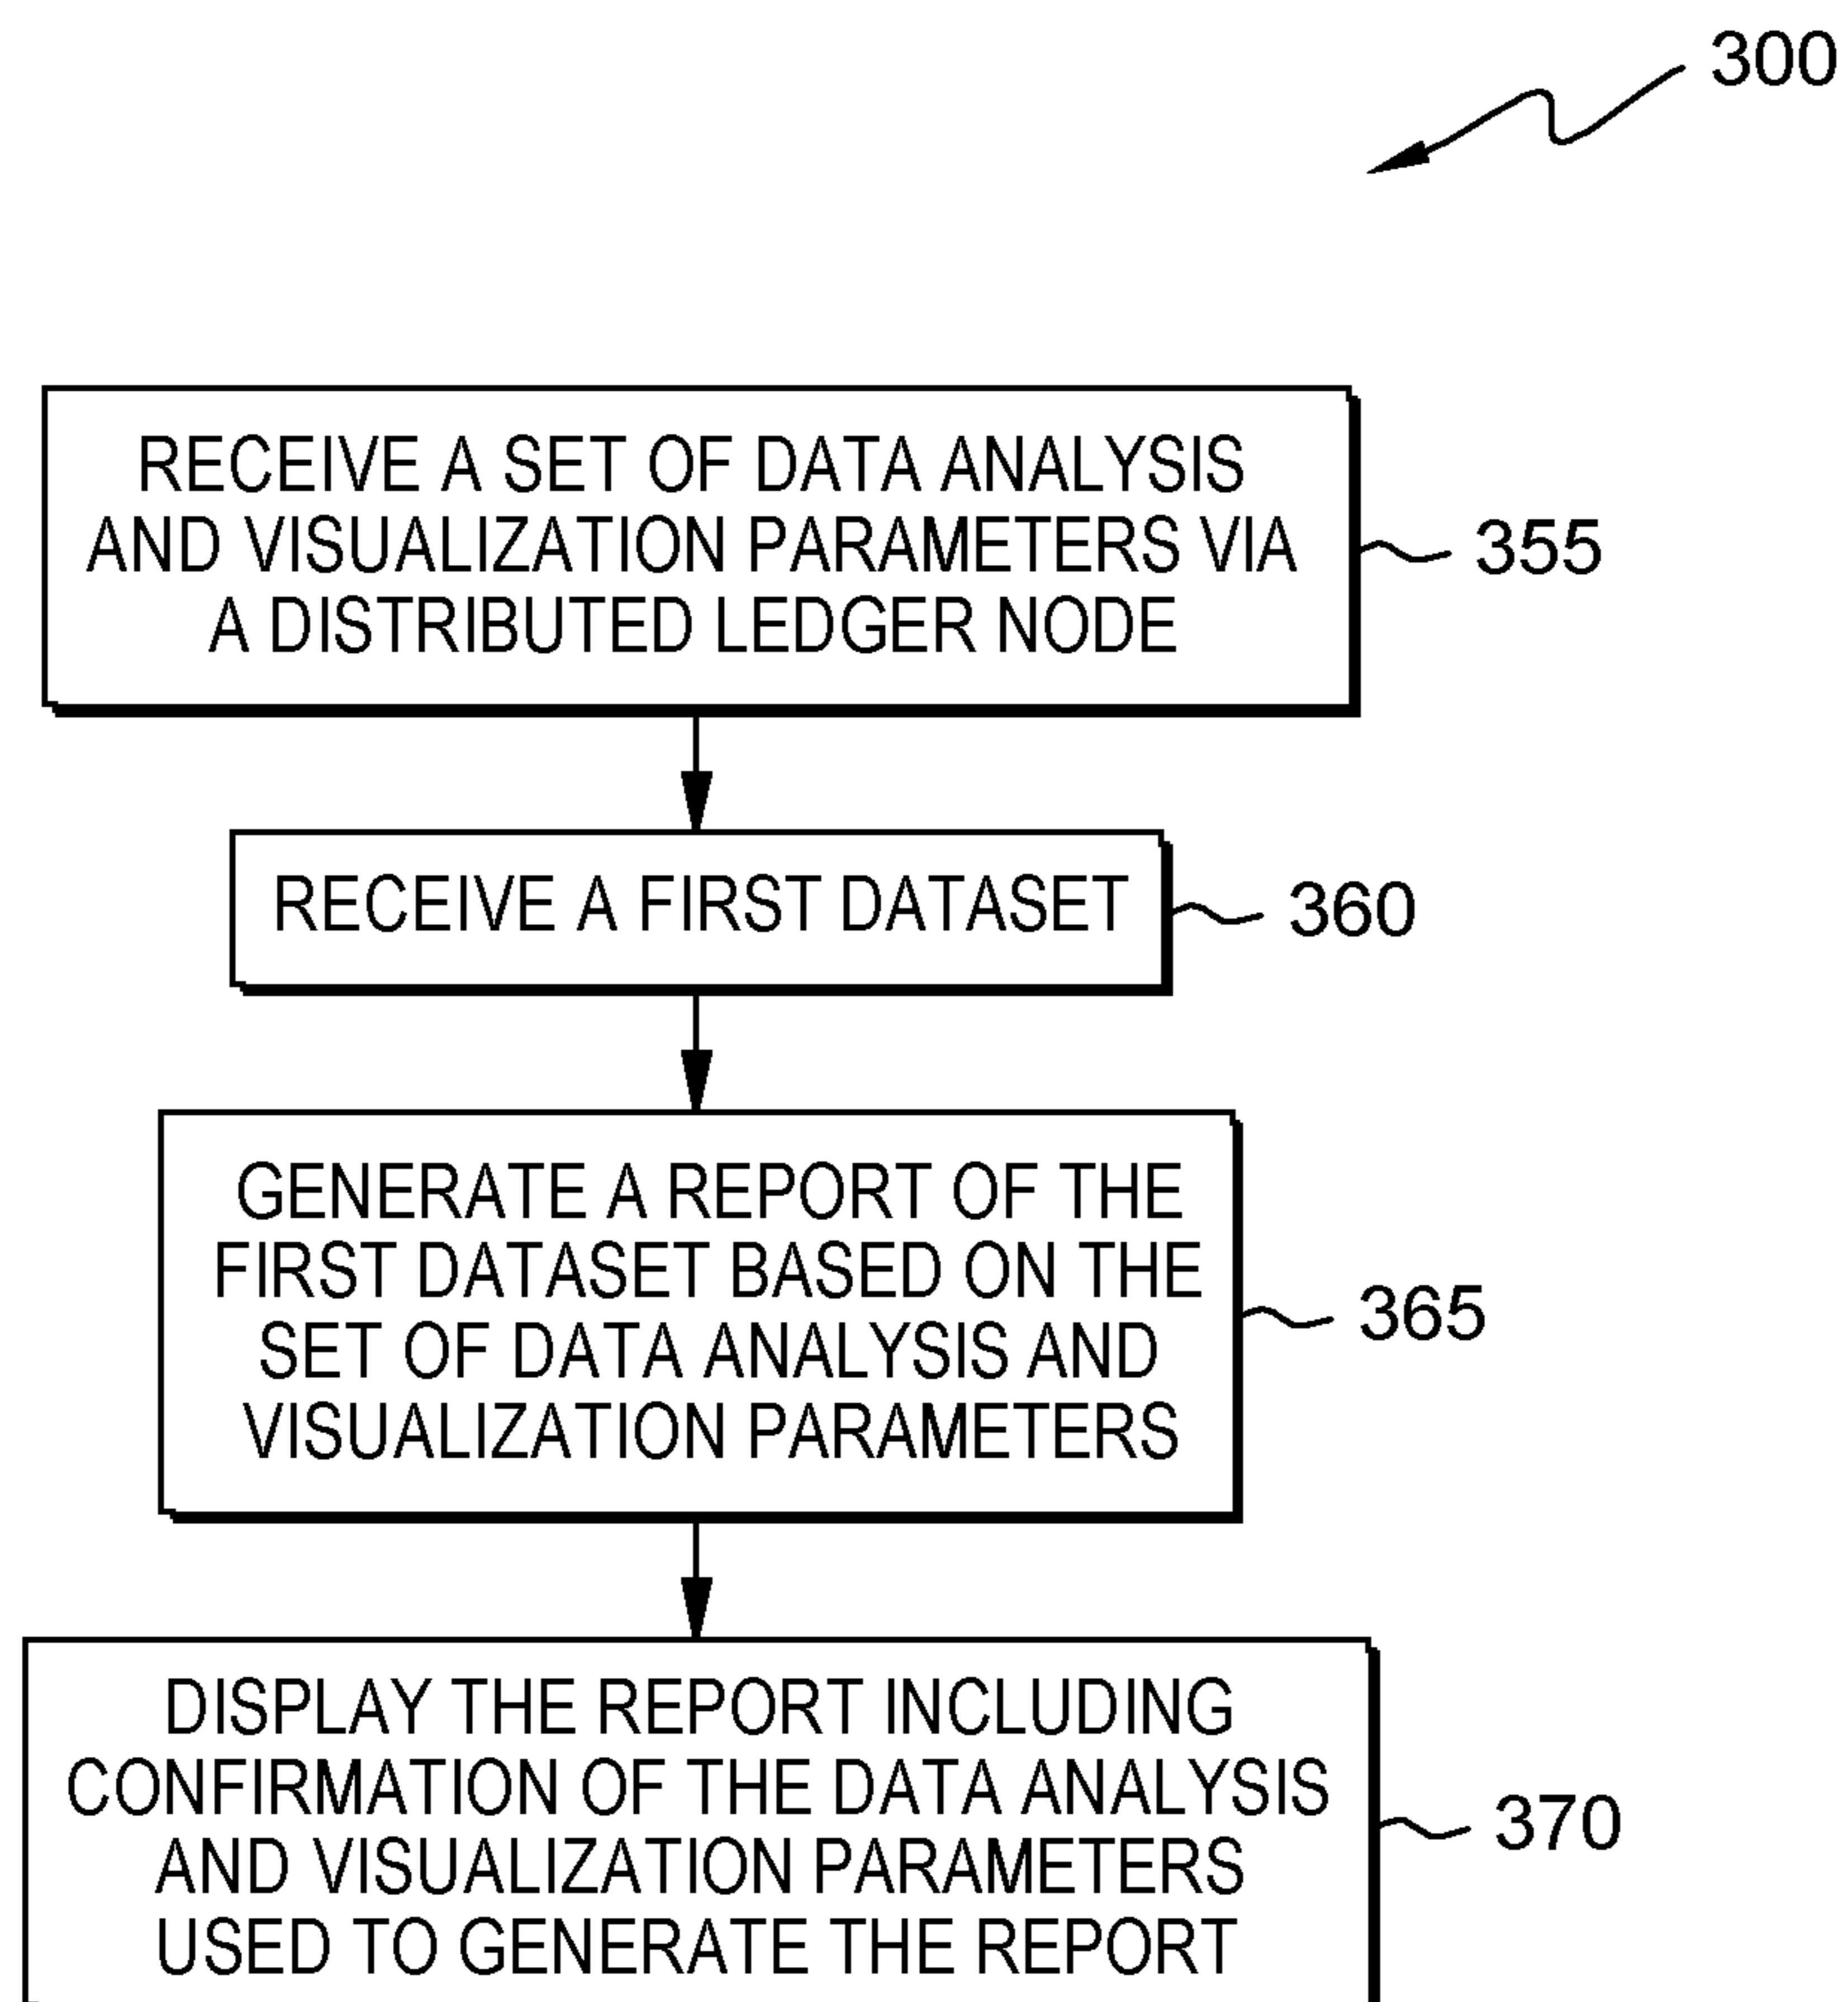 300
RECEIVE A SET OF DATA ANALYSIS
AND VISUALIZATION PARAMETERS VIA
A DISTRIBUTED LEDGER NODE
355
RECEIVE A FIRST DATASET
360
GENERATE A REPORT OF THE
FIRST DATASET BASED ON THE
SET OF DATA ANALYSIS AND
VISUALIZATION PARAMETERS
365
DISPLAY THE REPORT INCLUDING
CONFIRMATION OF THE DATA ANALYSIS
AND VISUALIZATION PARAMETERS
USED TO GENERATE THE REPORT
370